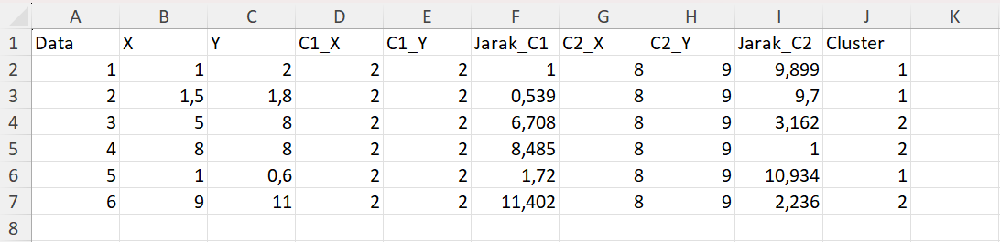 A B C D E F G H I J K
1 Data X Y C1_X C1_Y Jarak_C1 C2_X C2_Y Jarak_C2 Cluster
2 1 1 2 2 2 1 8 9 9,899 1
3 2 1,5 1,8 2 2 0,539 8 9 9,7 1
4 3 5 8 2 2 6,708 8 9 3,162 2
5 4 8 8 2 2 8,485 8 9 1 2
6 5 1 0,6 2 2 1,72 8 9 10,934 1
7 6 9 11 2 2 11,402 8 9 2,236 2
8